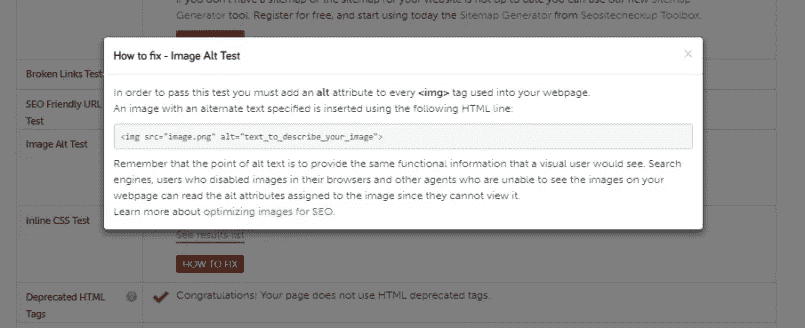 If you don't have a sitemap or the sitemap for your website is not up to date you can use our new Sitemap
Generator tool. Register for free, and start using today the Sitemap Generator from Seositecheckup Toolbox.
How to fix - Image Alt Test
×
Broken Links Test
In order to pass this test you must add an alt attribute to every <img> tag used into your webpage.
SEO Friendly URL
Test
An image with an alternate text specified is inserted using the following HTML line:
Image Alt Test
<img src="image.png" alt="text_to_describe_your_image">
Remember that the point of alt text is to provide the same functional information that a visual user would see. Search
engines, users who disabled images in their browsers and other agents who are unable to see the images on your
webpage can read the alt attributes assigned to the image since they cannot view it.
Learn more about optimizing images for SEO.
Inline CSS Test
See results list
HOW TO FIX
Deprecated HTML
Tags
Congratulations! Your page does not use HTML deprecated tags.